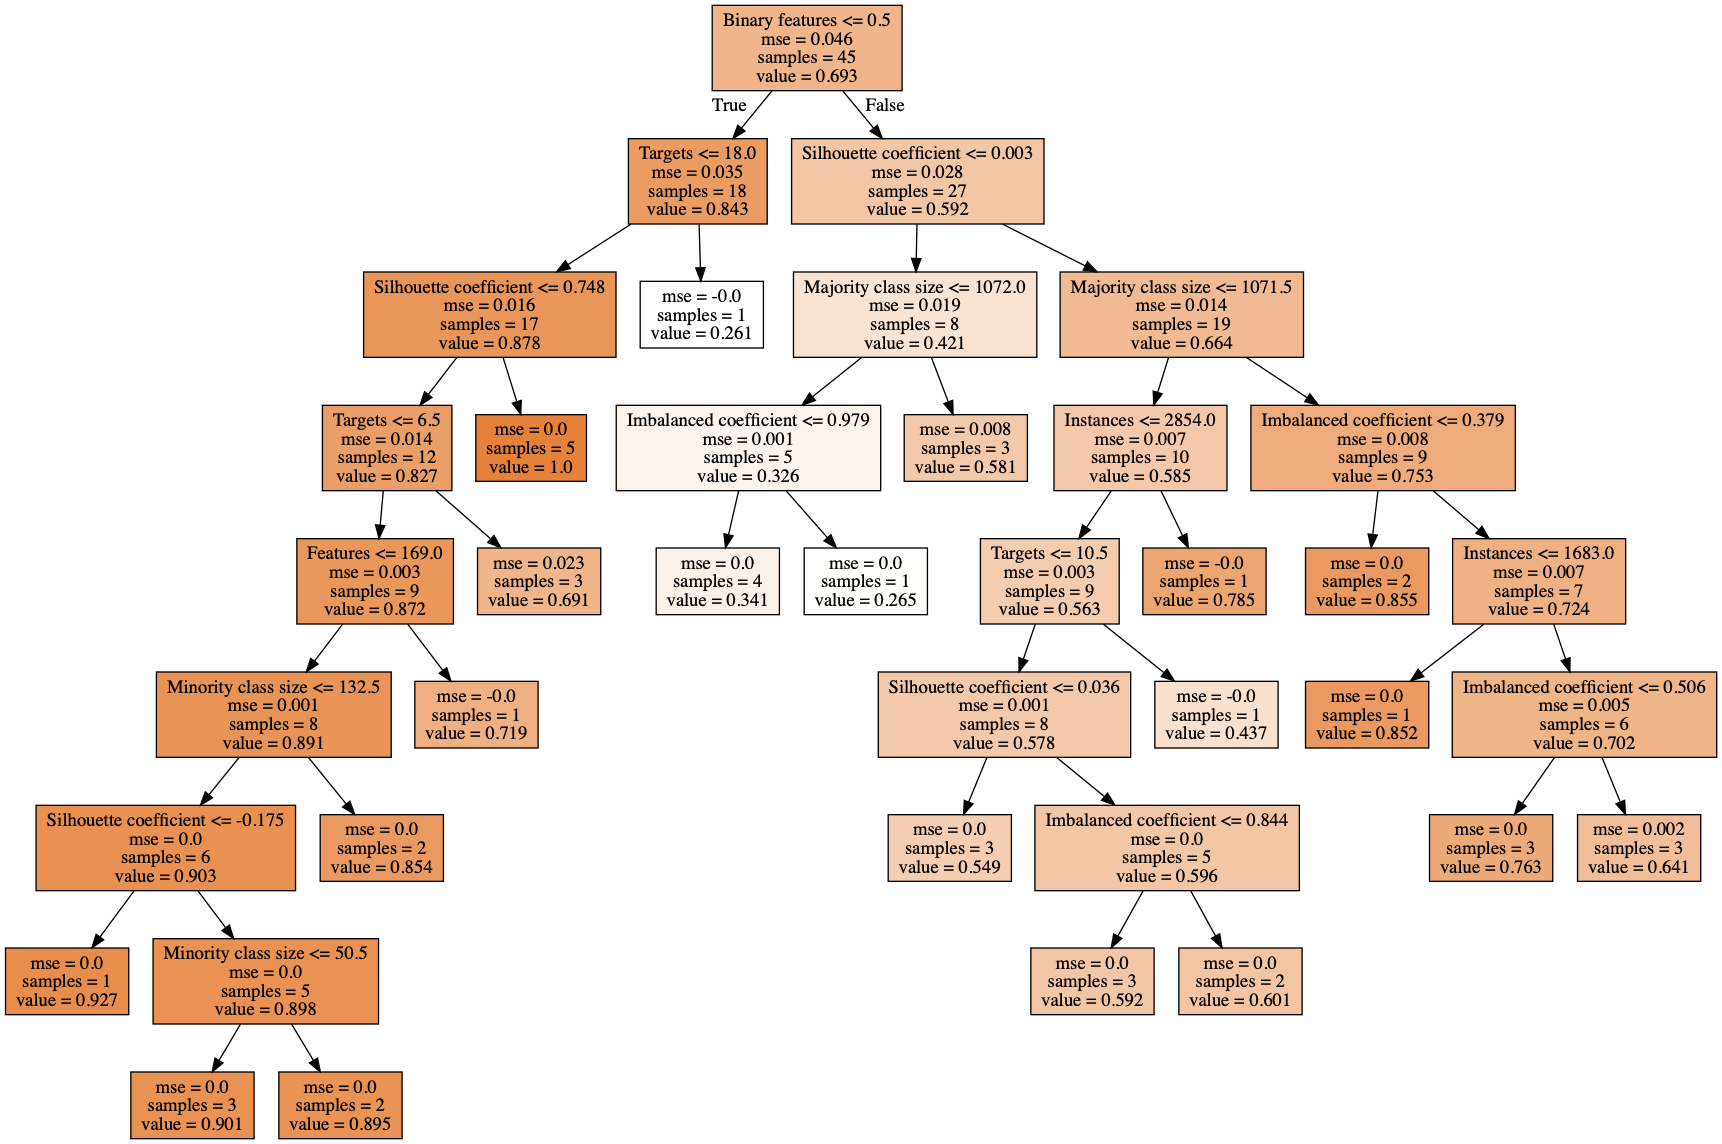 Binary features <= 0.5
mse = 0.046
samples = 45
value = 0.693
True
False
Targets <= 18.0
mse = 0.035
samples = 18
value = 0.843
Silhouette coefficient <= 0.003
mse = 0.028
samples = 27
value = 0.592
Silhouette coefficient <= 0.748
mse = 0.016
samples = 17
value = 0.878
mse = -0.0
samples = 1
value = 0.261
Majority class size <= 1072.0
mse = 0.019
samples = 8
value = 0.421
Majority class size <= 1071.5
mse = 0.014
samples = 19
value = 0.664
Targets <= 6.5
mse = 0.014
samples = 12
value = 0.827
mse = 0.0
samples = 5
value = 1.0
Imbalanced coefficient <= 0.979
mse = 0.001
samples = 5
value = 0.326
mse = 0.008
samples = 3
value = 0.581
Instances <= 2854.0
mse = 0.007
samples = 10
value = 0.585
Imbalanced coefficient <= 0.379
mse = 0.008
samples = 9
value = 0.753
Features <= 169.0
mse = 0.003
samples = 9
value = 0.872
mse = 0.023
samples = 3
value = 0.691
mse = 0.0
samples = 4
value = 0.341
mse = 0.0
samples = 1
value = 0.265
Targets <= 10.5
mse = 0.003
samples = 9
value = 0.563
mse = -0.0
samples = 1
value = 0.785
mse = 0.0
samples = 2
value = 0.855
Instances <= 1683.0
mse = 0.007
samples = 7
value = 0.724
Minority class size <= 132.5
mse = 0.001
samples = 8
value = 0.891
mse = -0.0
samples = 1
value = 0.719
Silhouette coefficient <= 0.036
mse = 0.001
samples = 8
value = 0.578
mse = -0.0
samples = 1
value = 0.437
mse = 0.0
samples = 1
value = 0.852
Imbalanced coefficient <= 0.506
mse = 0.005
samples = 6
value = 0.702
Silhouette coefficient <= -0.175
mse = 0.0
samples = 6
value = 0.903
mse = 0.0
samples = 2
value = 0.854
mse = 0.0
samples = 3
value = 0.549
Imbalanced coefficient <= 0.844
mse = 0.0
samples = 5
value = 0.596
mse = 0.0
samples = 3
value = 0.763
mse = 0.002
samples = 3
value = 0.641
mse = 0.0
samples = 1
value = 0.927
Minority class size <= 50.5
mse = 0.0
samples = 5
value = 0.898
mse = 0.0
samples = 3
value = 0.592
mse = 0.0
samples = 2
value = 0.601
mse = 0.0
samples = 3
value = 0.901
mse = 0.0
samples = 2
value = 0.895